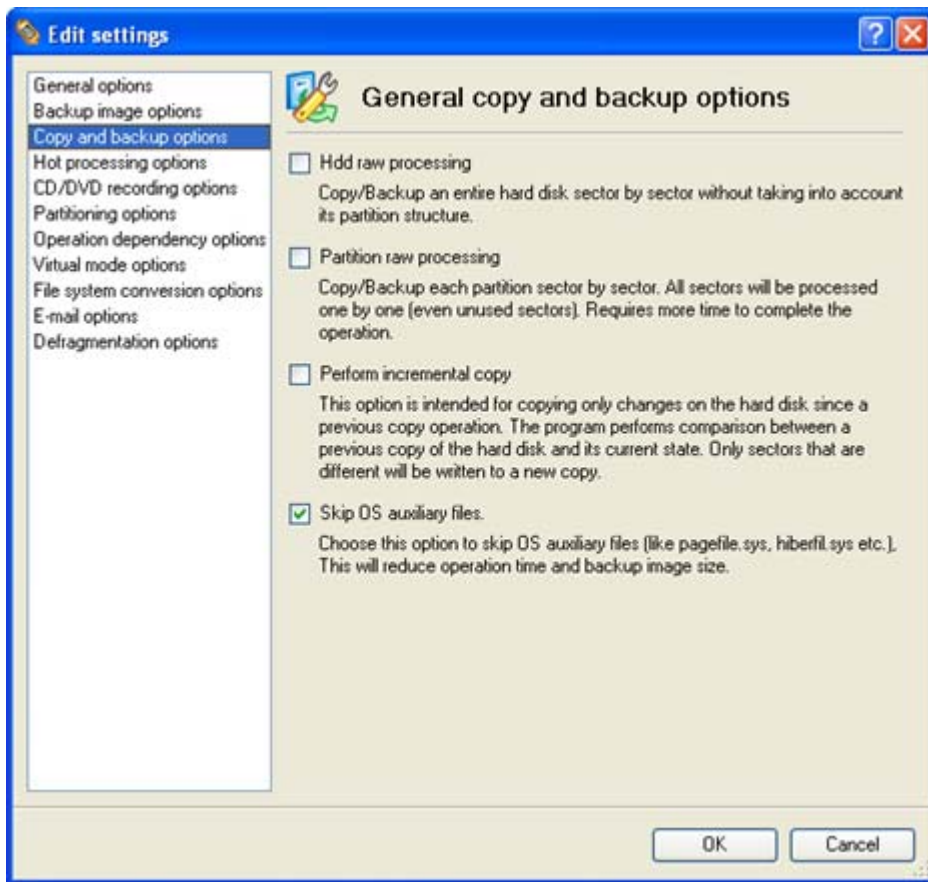 Edit settings
General options
Backup image options
Copy and backup options
Hot processing options
CD/DVD recording options
Partitioning options
Operation dependency options
Virtual mode options
File system conversion options
E-mail options
Defragmentation options
General copy and backup options
Hdd raw processing
Copy/Backup an entire hard disk sector by sector without taking into account
its partition structure.
Partition raw processing
Copy/Backup each partition sector by sector. All sectors will be processed
one by one (even unused sectors). Requires more time to complete the
operation.
Perform incremental copy
This option is intended for copying only changes on the hard disk since a
previous copy operation. The program performs comparison between a
previous copy of the hard disk and its current state. Only sectors that are
different will be written to a new copy.
Skip OS auxiliary files.
Choose this option to skip OS auxiliary files (like pagefile.sys, hiberfil.sys etc.),
This will reduce operation time and backup image size.
OK
Cancel